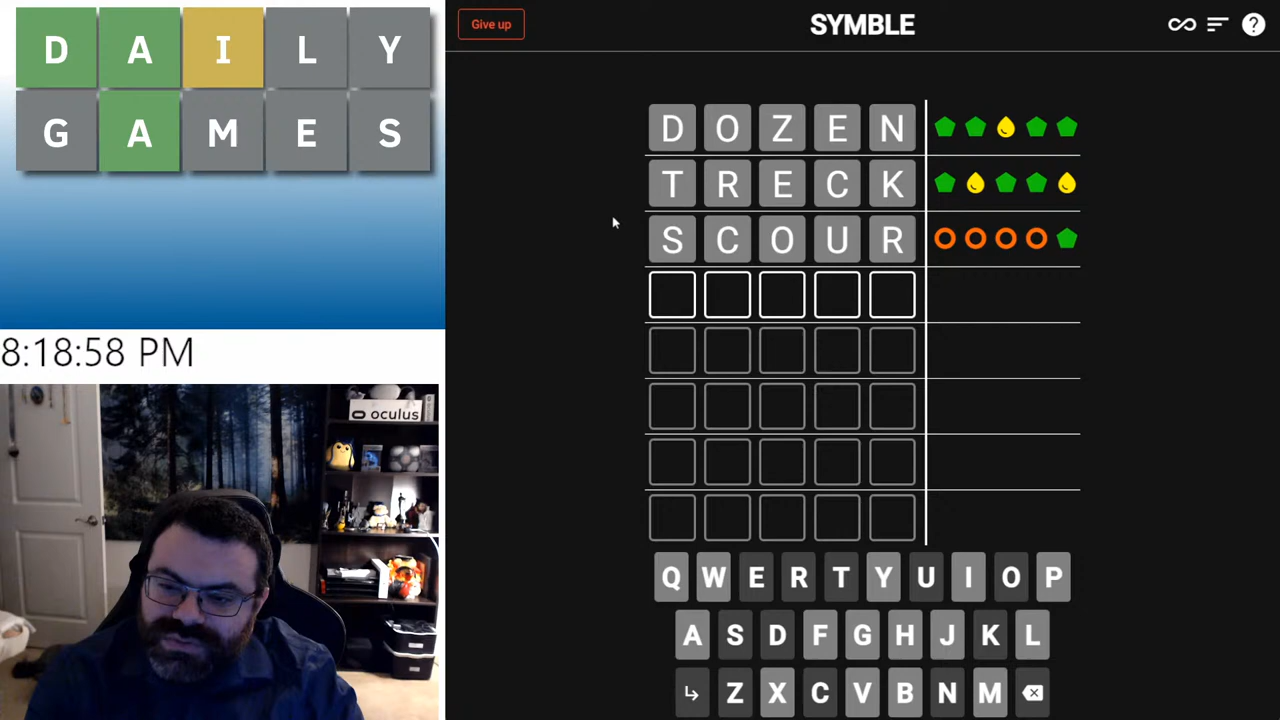 DAILY
GAMES
8:18:58 PM
oculus
Give up
SYMBLE
?
DOZEN
TRECK
SCOUR
QWERTYUIOP
ASDFGHJKL
ZXCVBNM